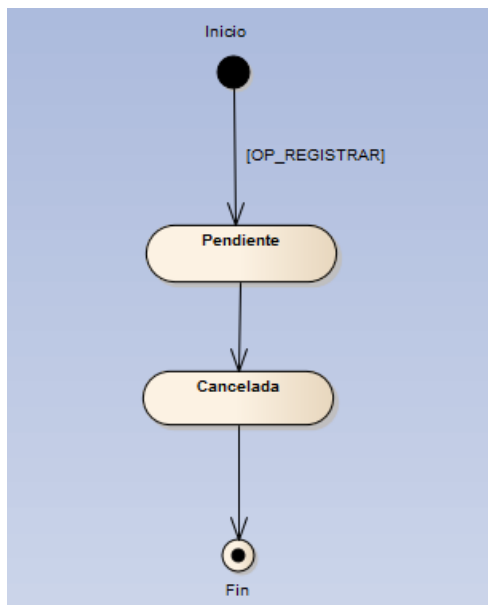 Inicio
[OP_REGISTRAR]
Pendiente
Cancelada
Fin